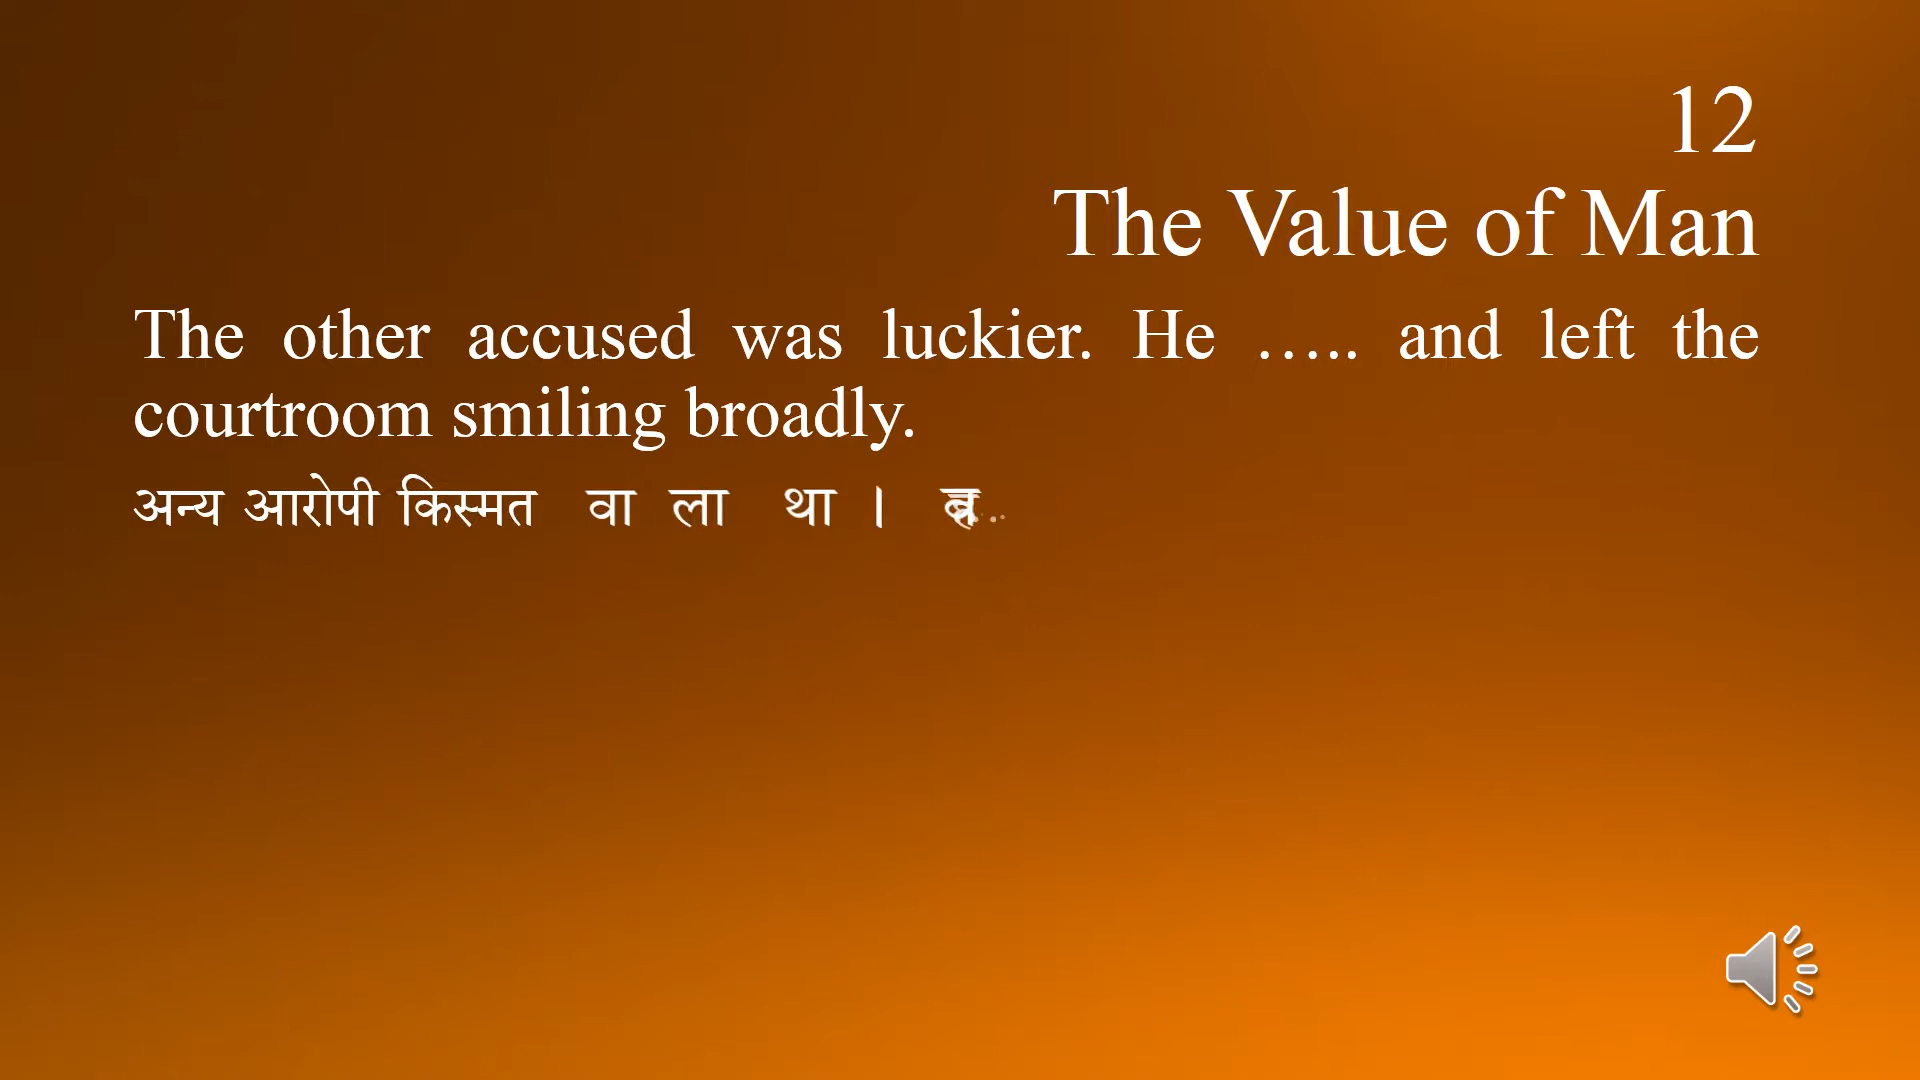 12
The Value of Man
The other accused was luckier. He ….. and left the
courtroom smiling broadly.
अन्य आरोपी किस्मत वाला था ।